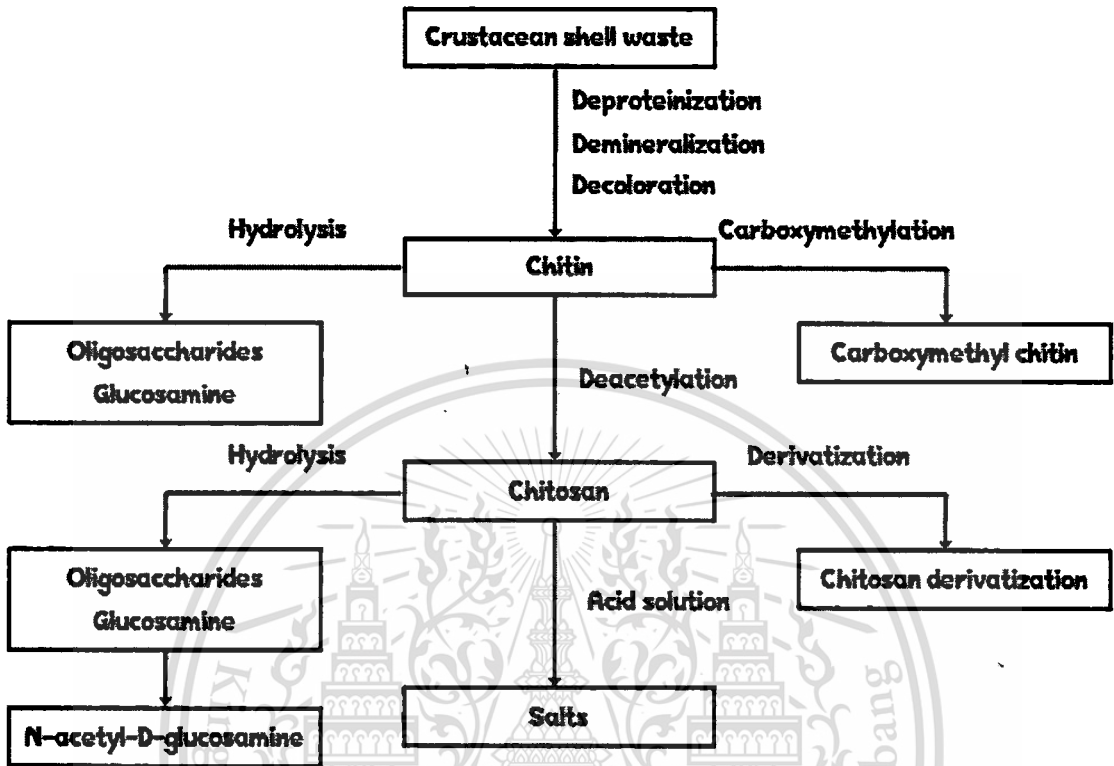 Crustacean shell waste
Deproteinization
Demineralization
Decoloration
Hydrolysis
Carboxymethylation
Chitin
Oligosaccharides
Glucosamine
Carboxymethyl chitin
Deacetylation
Hydrolysis
Derivatization
Chitosan
Oligosaccharides
Glucosamine
Chitosan derivatization
Acid solution
Salts
N-acetyl-D-glucosamine
bang